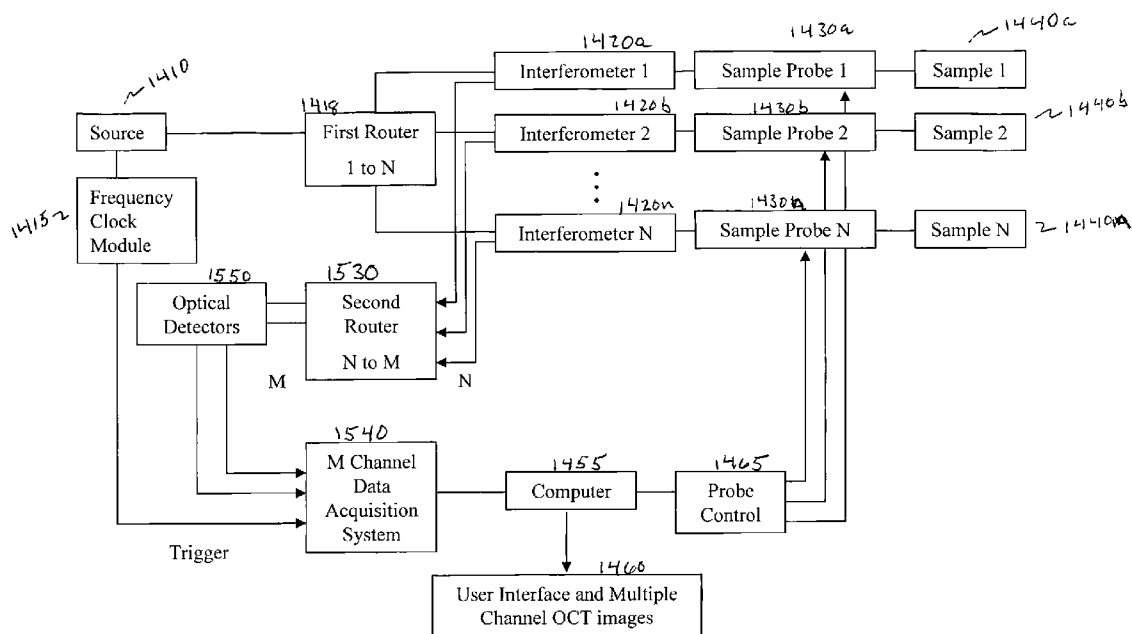 1420a
1430a
1440a
Interferometer 1
Sample Probe 1
Sample 1
1410
1418
1420b
1430b
1440b
Source
First Router
1 to N
Interferometer 2
Sample Probe 2
Sample 2
1415
Frequency
Clock
Module
1420n
1430n
1440n
Interferometer N
Sample Probe N
Sample N
1550
1530
Optical
Detectors
Second
Router
N to M
M
N
1540
M Channel
Data
Acquisition
System
1455
Computer
1465
Probe
Control
Trigger
1460
User Interface and Multiple
Channel OCT images